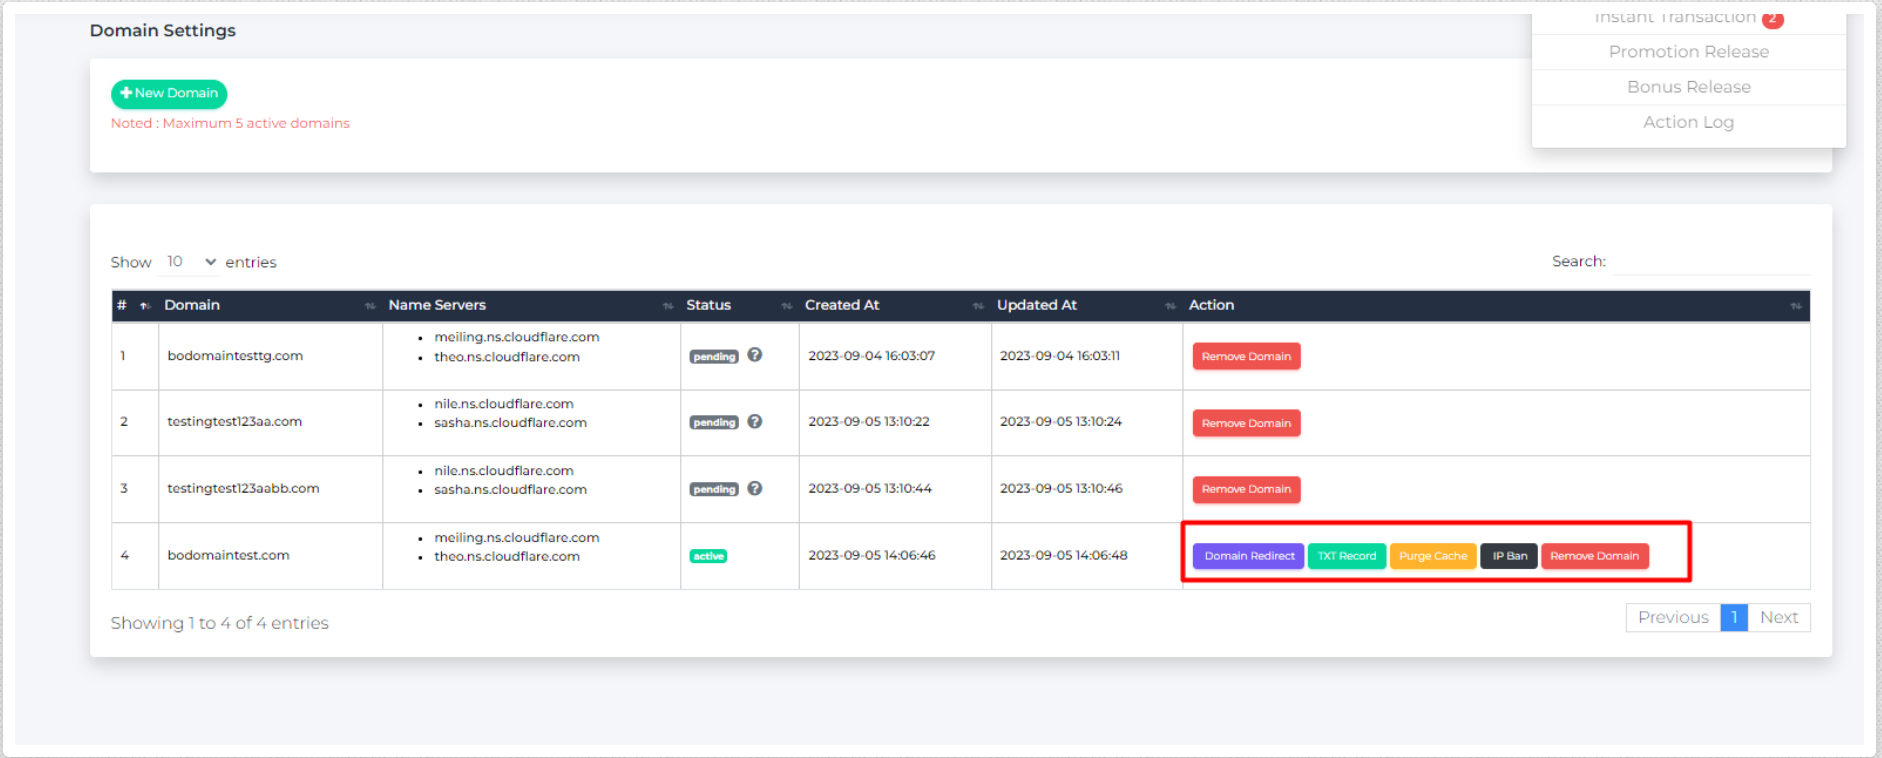 Domain Settings
Instant Transaction 2
Promotion Release
Bonus Release
Action Log
New Domain
Noted : Maximum 5 active domains
Show 10 entries
Search:
# Domain Name Servers Status Created At Updated At Action
1 bodomaintesttg.com meiling.ns.cloudflare.com theo.ns.cloudflare.com pending ? 2023-09-04 16:03:07 2023-09-04 16:03:11 Remove Domain
2 testingtest123aa.com nile.ns.cloudflare.com sasha.ns.cloudflare.com pending ? 2023-09-05 13:10:22 2023-09-05 13:10:24 Remove Domain
3 testingtest123aabb.com nile.ns.cloudflare.com sasha.ns.cloudflare.com pending ? 2023-09-05 13:10:44 2023-09-05 13:10:46 Remove Domain
4 bodomaintest.com meiling.ns.cloudflare.com theo.ns.cloudflare.com active 2023-09-05 14:06:46 2023-09-05 14:06:48 Domain Redirect TXT Record Purge Cache IP Ban Remove Domain
Showing 1 to 4 of 4 entries
Previous 1 Next